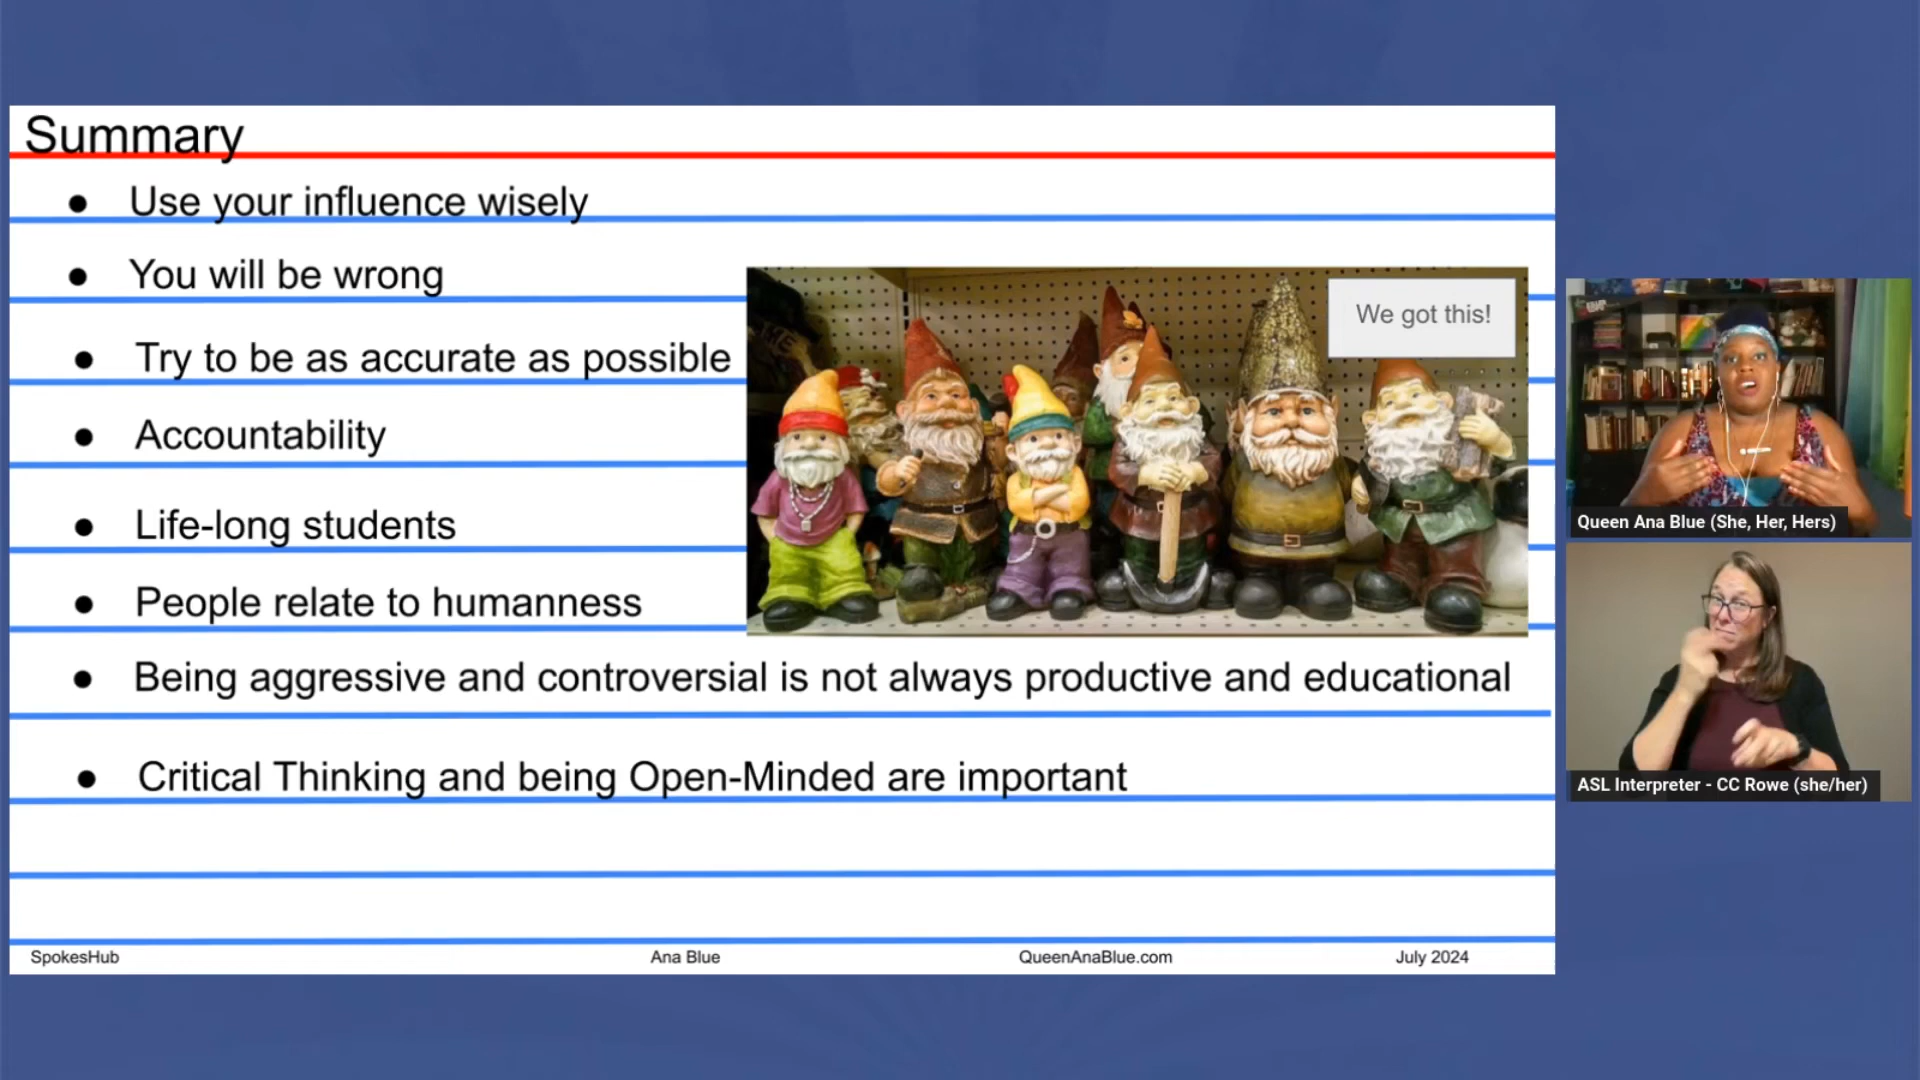 Summary
● Use your influence wisely
● You will be wrong
● Try to be as accurate as possible
● Accountability
● Life-long students
● People relate to humanness
● Being aggressive and controversial is not always productive and educational
● Critical Thinking and being Open-Minded are important
We got this!
SpokesHub
Ana Blue
QueenAnaBlue.com
July 2024
Queen Ana Blue (She, Her, Hers)
ASL Interpreter - CC Rowe (she/her)